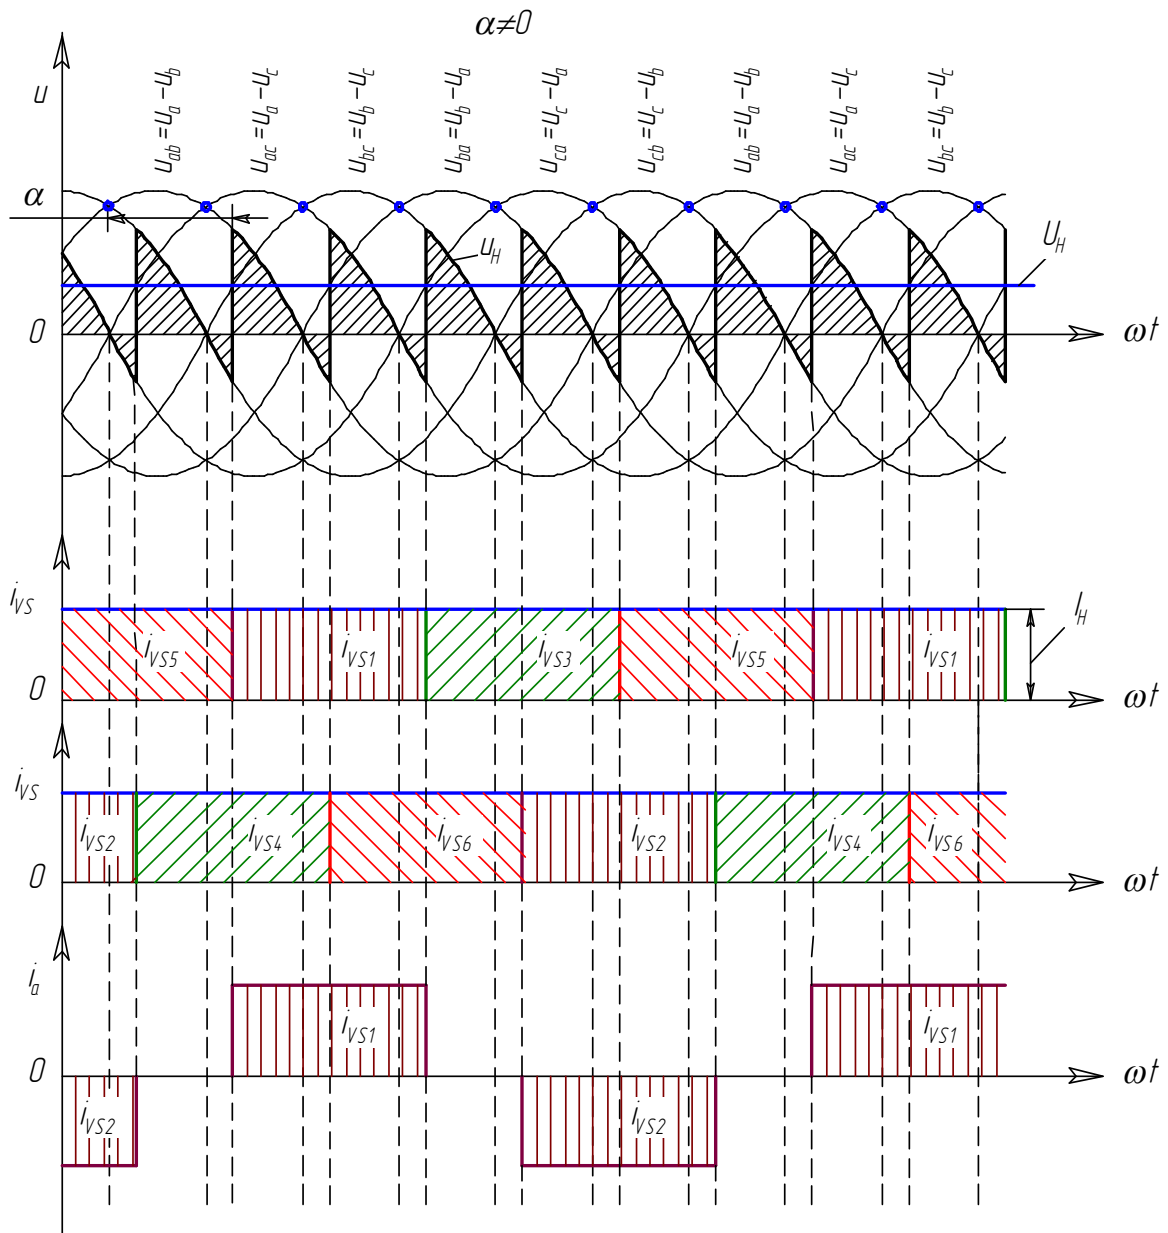 α≠0
u
u_ab = u_a − u_b
u_ac = u_a − u_c
u_bc = u_b − u_c
u_ba = u_b − u_a
u_ca = u_c − u_a
u_cb = u_c − u_b
u_ab = u_a − u_b
u_ac = u_a − u_c
u_bc = u_b − u_c
α
u_H
U_H
0
ωt
i_VS
i_VS5
i_VS1
i_VS3
i_VS5
i_VS1
I_H
0
ωt
i_VS
i_VS2
i_VS4
i_VS6
i_VS2
i_VS4
i_VS6
0
ωt
i_a
i_VS1
i_VS1
0
ωt
i_VS2
i_VS2